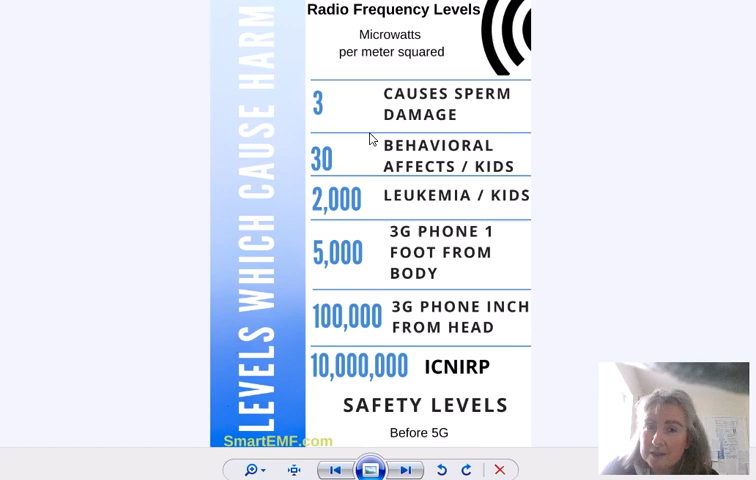 Radio Frequency Levels
Microwatts
per meter squared
LEVELS WHICH CAUSE HARM
3 CAUSES SPERM
DAMAGE
30 BEHAVIORAL
AFFECTS / KIDS
2,000 LEUKEMIA / KIDS
5,000 3G PHONE 1
FOOT FROM
BODY
100,000 3G PHONE INCH
FROM HEAD
10,000,000 ICNIRP
SAFETY LEVELS
Before 5G
SmartEMF.com